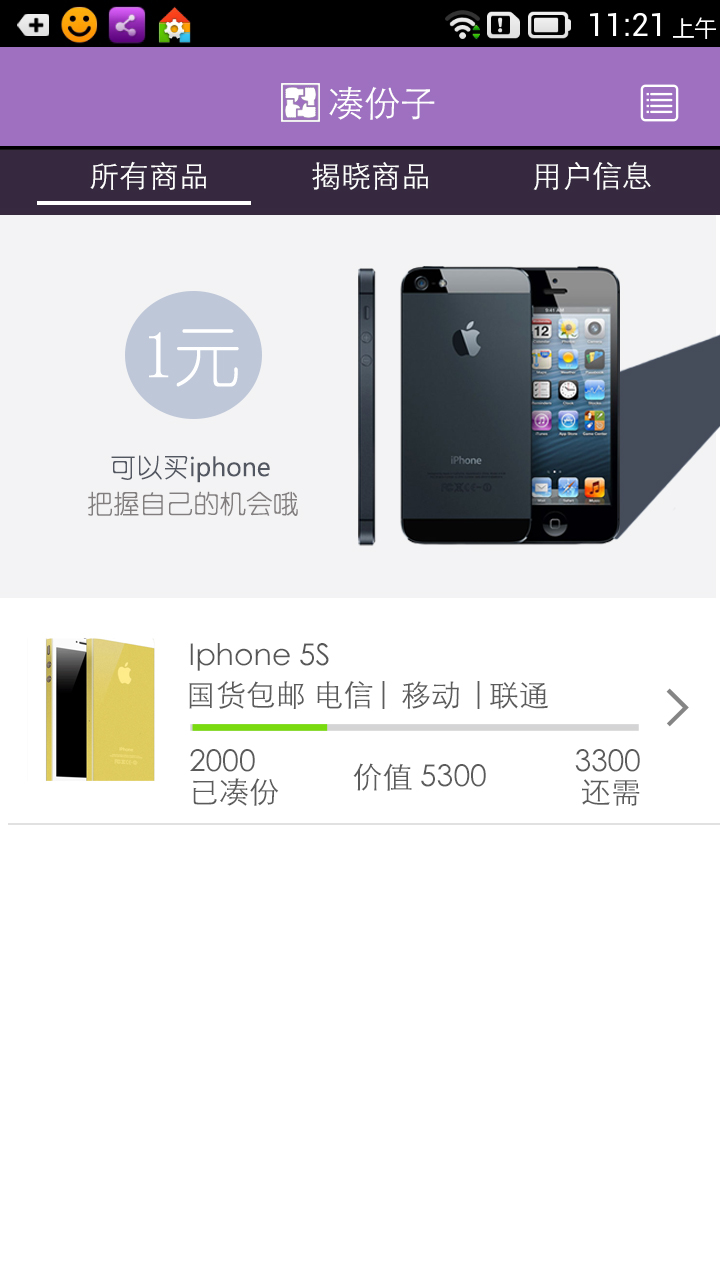 11:21 上午
凑份子
所有商品 揭晓商品 用户信息
1元
可以买iphone
把握自己的机会哦
iPhone
Iphone 5S
国货包邮 电信| 移动 |联通
2000 价值 5300 3300
已凑份 还需